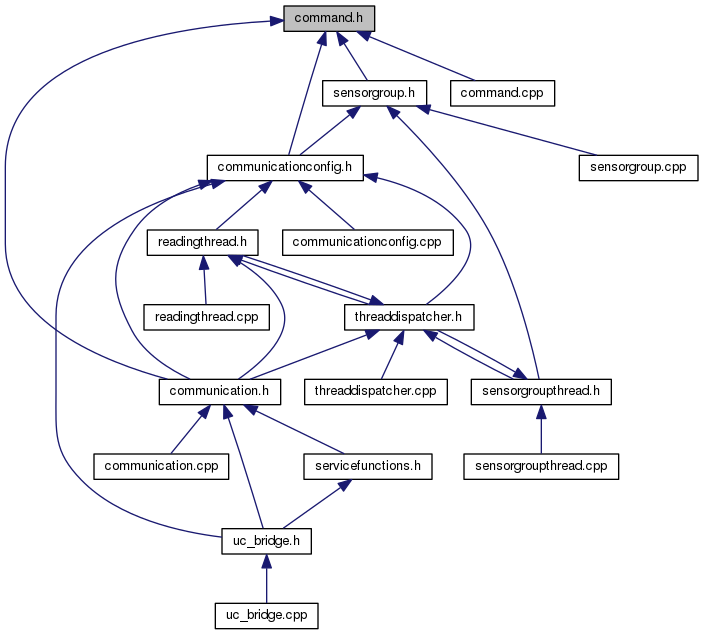 command.h
sensorgroup.h
command.cpp
communicationconfig.h
sensorgroup.cpp
readingthread.h
communicationconfig.cpp
readingthread.cpp
threaddispatcher.h
communication.h
threaddispatcher.cpp
sensorgroupthread.h
communication.cpp
servicefunctions.h
sensorgroupthread.cpp
uc_bridge.h
uc_bridge.cpp